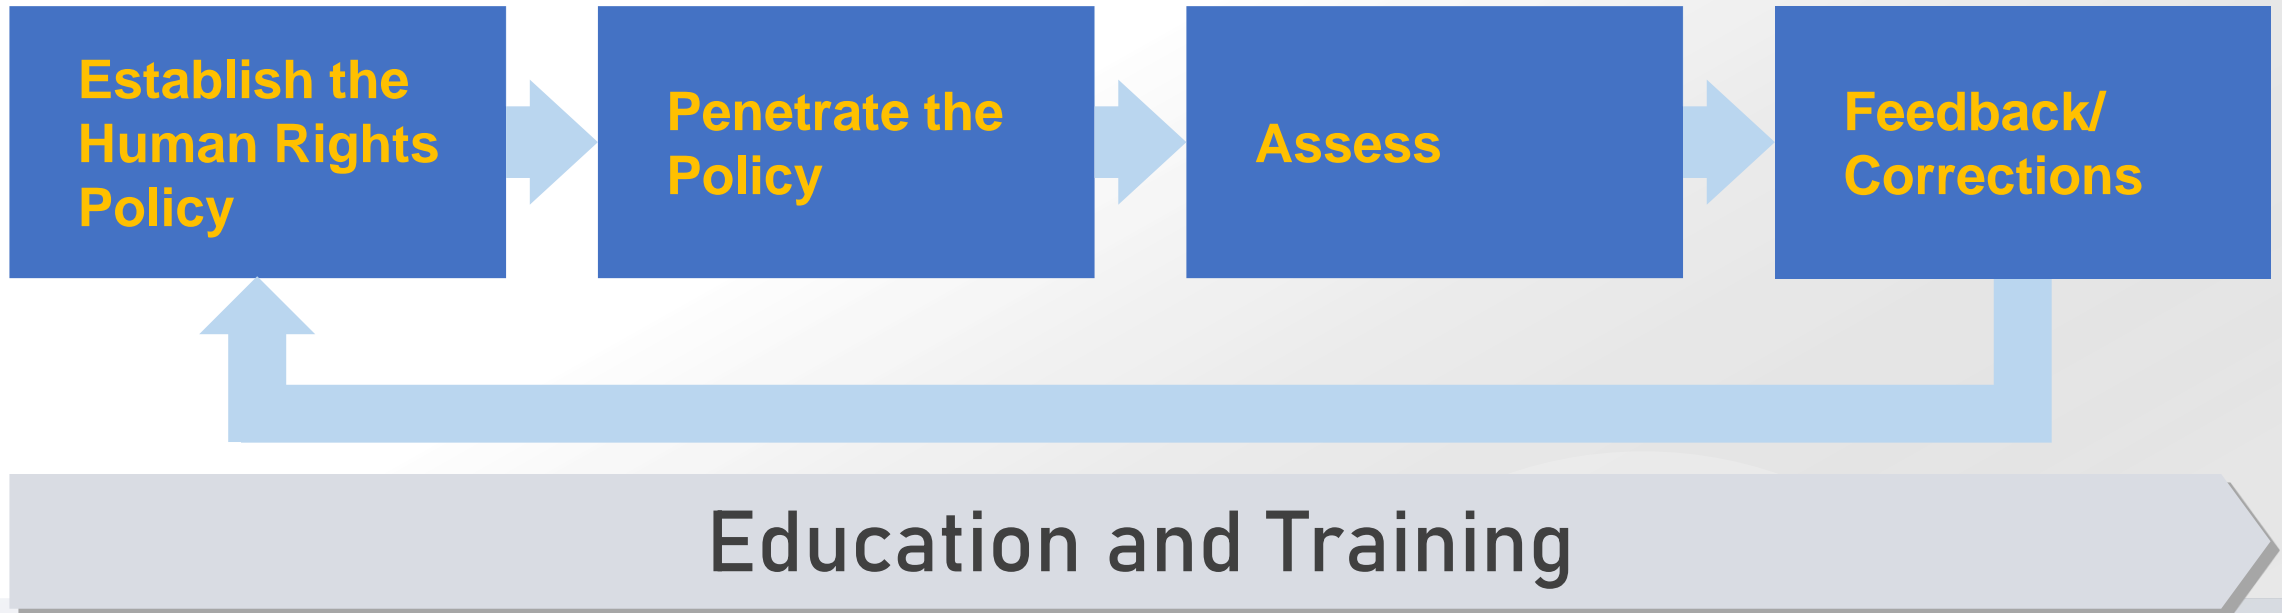 Establish the
Human Rights
Policy
Penetrate the
Policy
Assess
Feedback/
Corrections
Education and Training